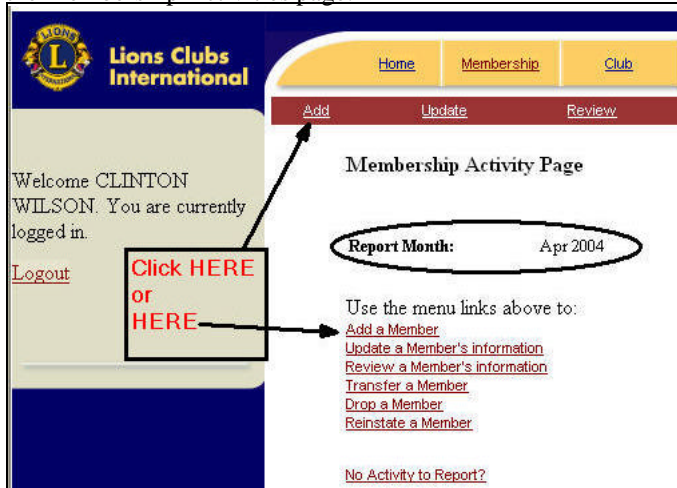 Lions Clubs
International
LIONS
L
INTERNATIONAL
Home Membership Club
Add Update Review
Membership Activity Page
Welcome CLINTON
WILSON. You are currently
logged in.
Logout
Report Month: Apr 2004
Click HERE
or
HERE
Use the menu links above to:
Add a Member
Update a Member's information
Review a Member's information
Transfer a Member
Drop a Member
Reinstate a Member
No Activity to Report?